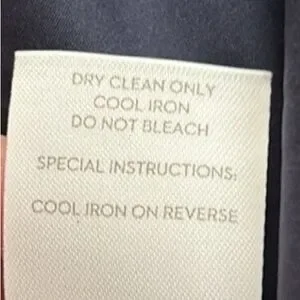 DRY CLEAN ONLY
COOL IRON
DO NOT BLEACH
SPECIAL INSTRUCTIONS:
COOL IRON ON REVERSE